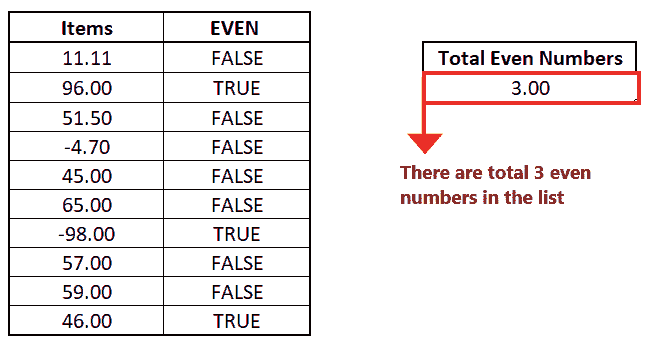 Items EVEN
11.11 FALSE
96.00 TRUE
51.50 FALSE
-4.70 FALSE
45.00 FALSE
65.00 FALSE
-98.00 TRUE
57.00 FALSE
59.00 FALSE
46.00 TRUE
Total Even Numbers
3.00
There are total 3 even
numbers in the list